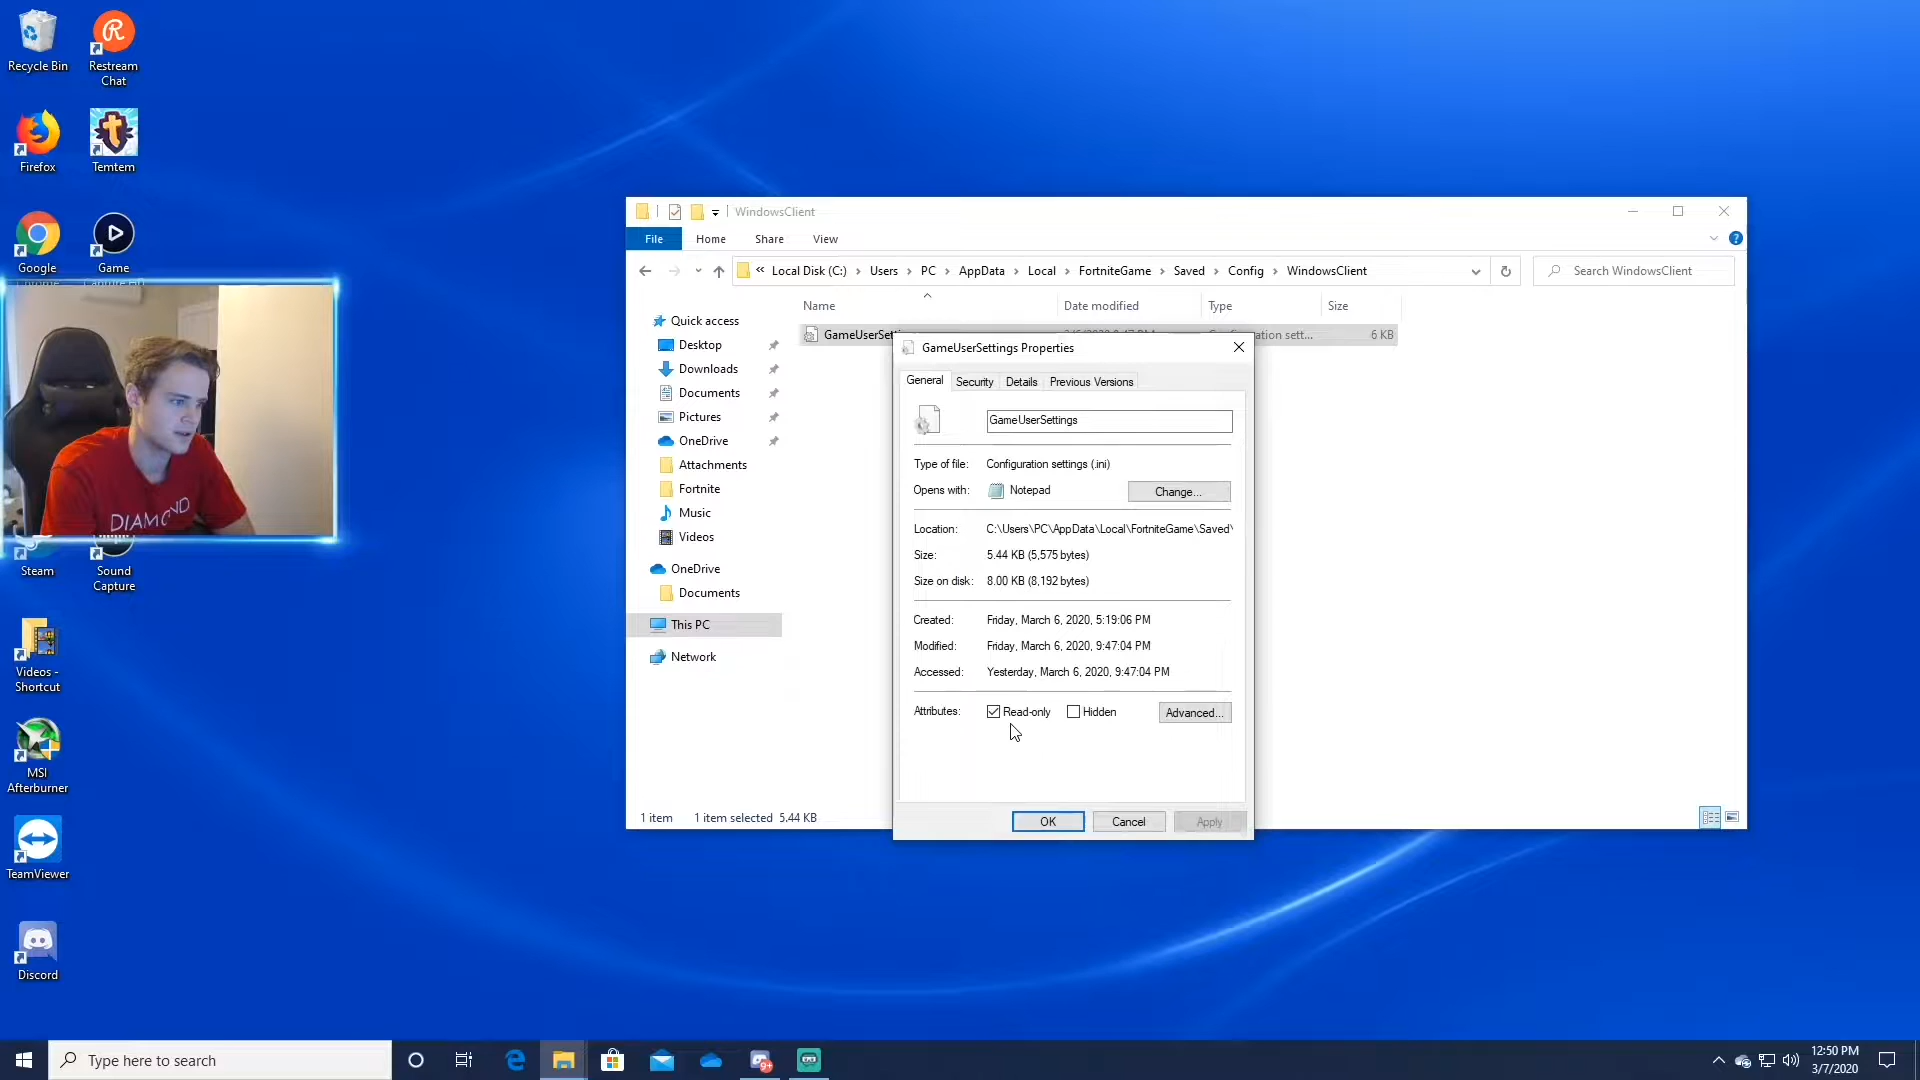 Recycle Bin
Restream
Chat
Firefox
Temtem
Google
Game
Steam
Sound
Capture
Videos -
Shortcut
MSI
Afterburner
TeamViewer
Discord
DIAMOND
WindowsClient
File Home Share View
« Local Disk (C:) › Users › PC › AppData › Local › FortniteGame › Saved › Config › WindowsClient
Search WindowsClient
Name Date modified Type Size
6 KB
Quick access
Desktop
Downloads
Documents
Pictures
OneDrive
Attachments
Fortnite
Music
Videos
OneDrive
Documents
This PC
Network
1 item 1 item selected 5.44 KB
GameUserSettings Properties
General Security Details Previous Versions
GameUserSettings
Type of file: Configuration settings (.ini)
Opens with: Notepad Change...
Location: C:\Users\PC\AppData\Local\FortniteGame\Saved\
Size: 5.44 KB (5,575 bytes)
Size on disk: 8.00 KB (8,192 bytes)
Created: Friday, March 6, 2020, 5:19:06 PM
Modified: Friday, March 6, 2020, 9:47:04 PM
Accessed: Yesterday, March 6, 2020, 9:47:04 PM
Attributes: Read-only Hidden Advanced...
OK Cancel Apply
Type here to search
9+
12:50 PM
3/7/2020